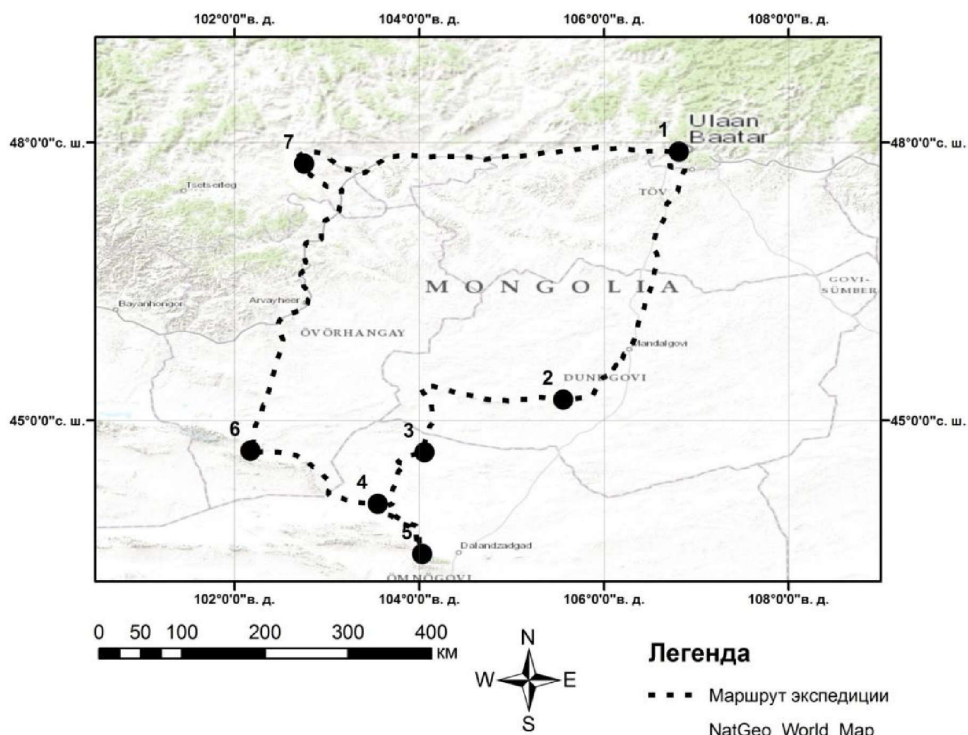 102°0'0"в. д. 104°0'0"в. д. 106°0'0"в. д. 108°0'0"в. д.
1
Ulaan
Baatar
48°0'0"с. ш. 48°0'0"с. ш.
7
Tsetserleg
TÖV
MONGOLIA
GOVI-
SÜMBER
Bayanhongor
Arvayheer
ÖVÖRHANGAY
Mandalgovi
2
DUNDGOVI
45°0'0"с. ш. 45°0'0"с. ш.
6
3
4
5
Dalandzadgad
ÖMNÖGOVI
102°0'0"в. д. 104°0'0"в. д. 106°0'0"в. д. 108°0'0"в. д.
0 50 100 200 300 400
КМ
N
W E
S
Легенда
Маршрут экспедиции
NatGeo_World_Map